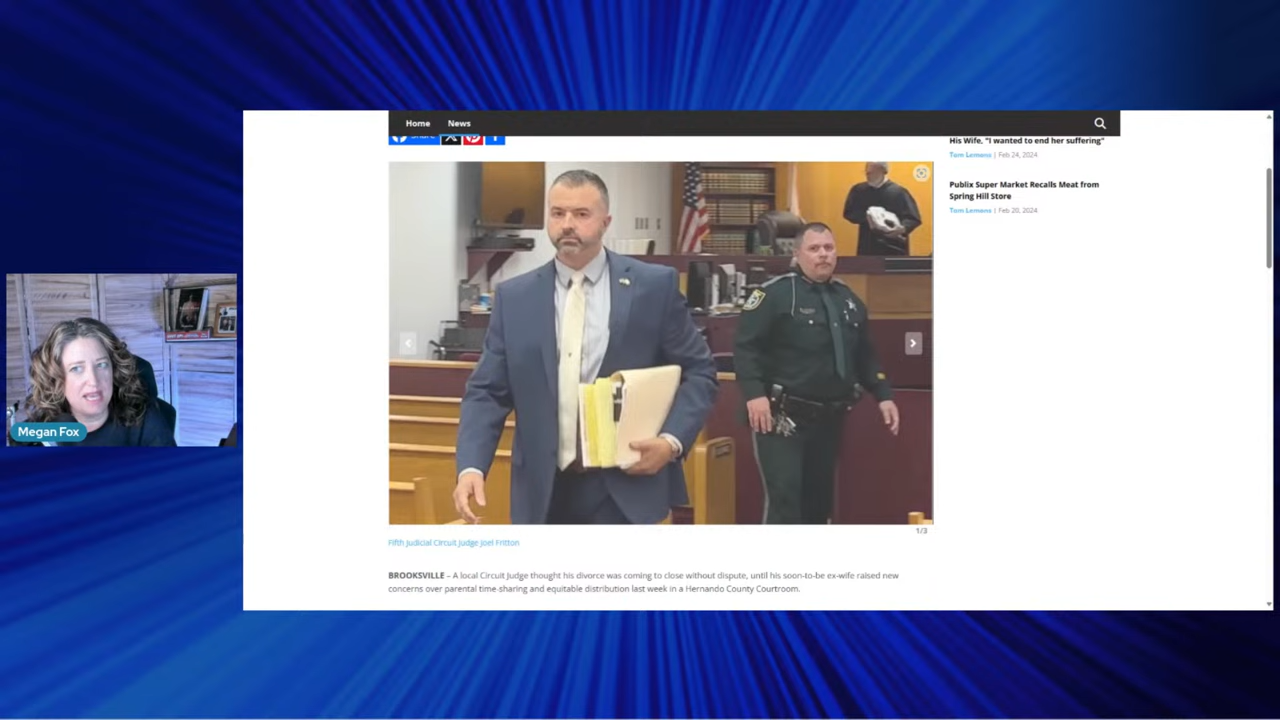 Home News
Share
His Wife, "I wanted to end her suffering"
Tom Lemons | Feb 24, 2024
Publix Super Market Recalls Meat from
Spring Hill Store
Tom Lemons | Feb 20, 2024
Megan Fox
1/3
Fifth Judicial Circuit Judge Joel Fritton
BROOKSVILLE – A local Circuit Judge thought his divorce was coming to close without dispute, until his soon-to-be ex-wife raised new
concerns over parental time-sharing and equitable distribution last week in a Hernando County Courtroom.